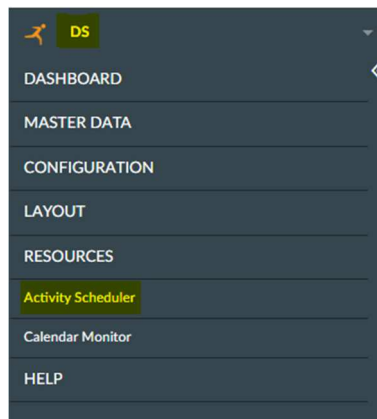 DS
DASHBOARD
MASTER DATA
CONFIGURATION
LAYOUT
RESOURCES
Activity Scheduler
Calendar Monitor
HELP